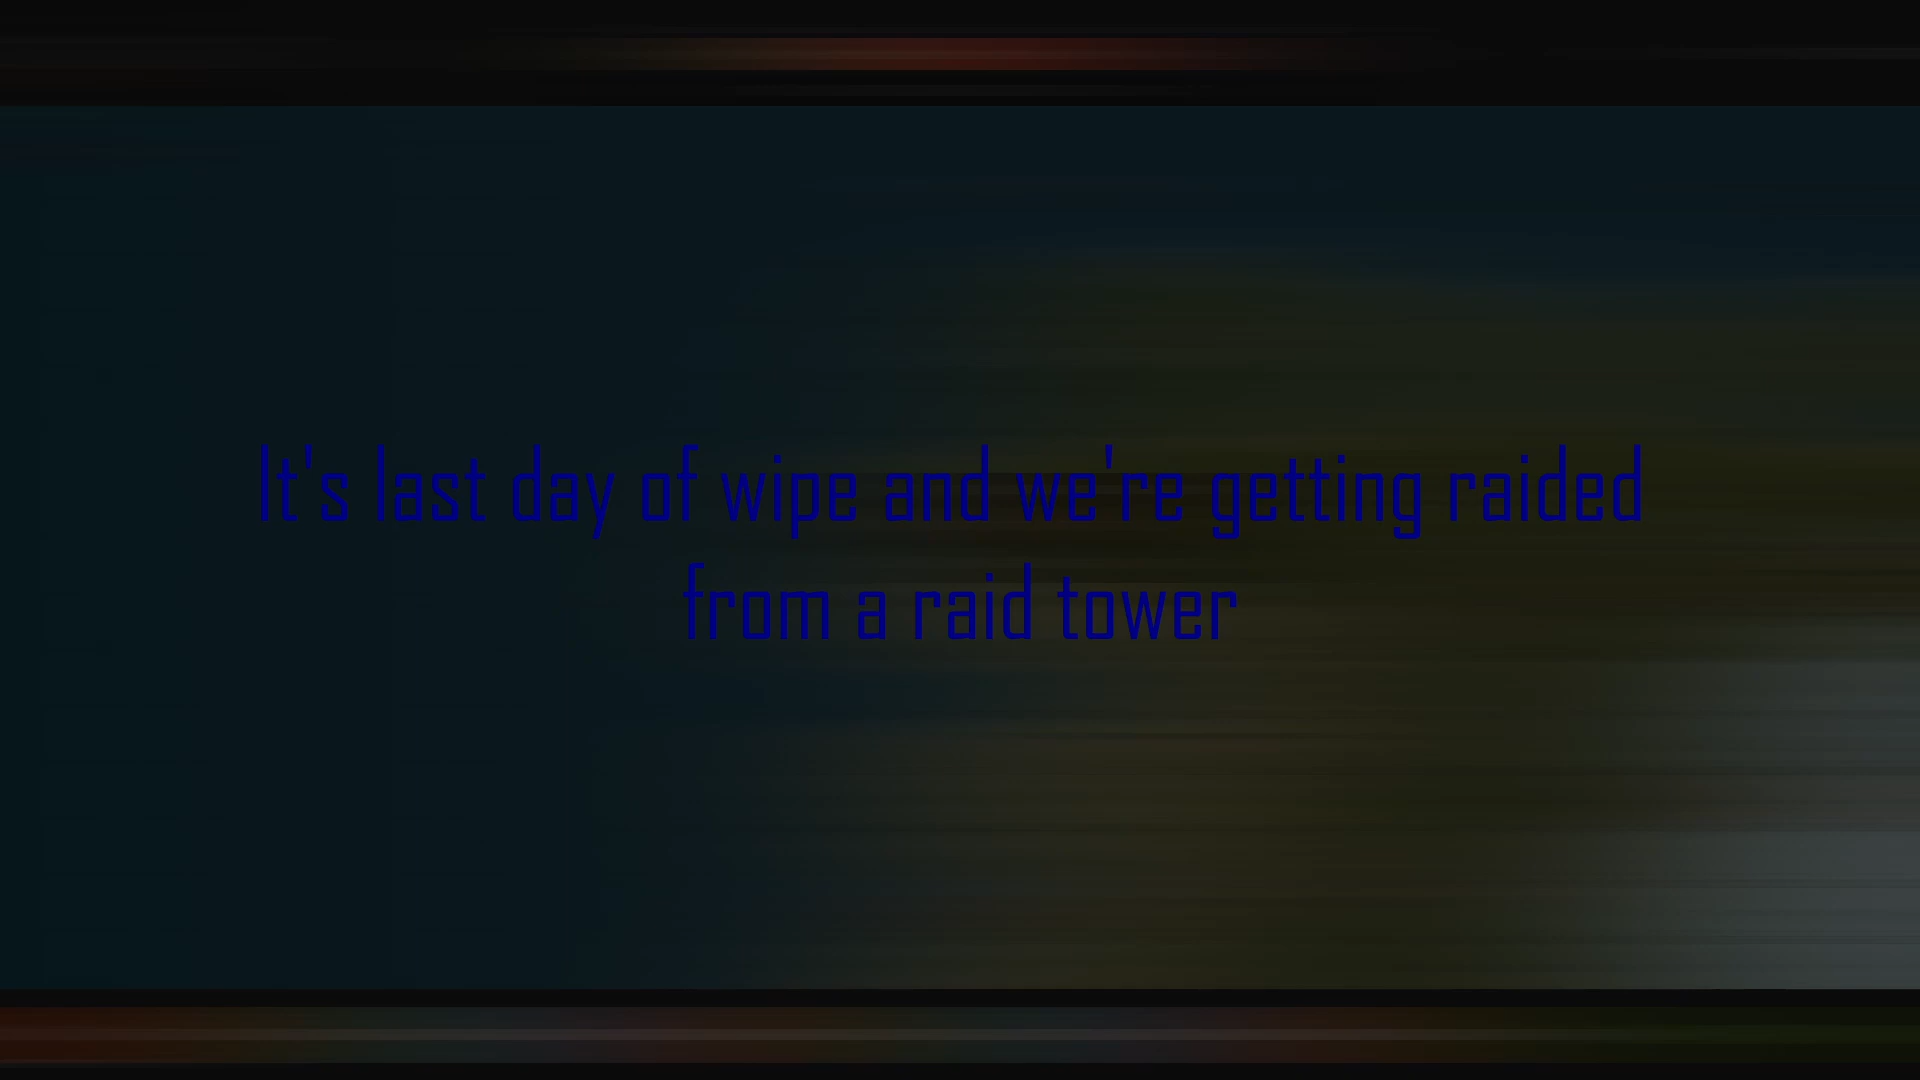 It's last day of wipe and we're getting raided
from a raid tower